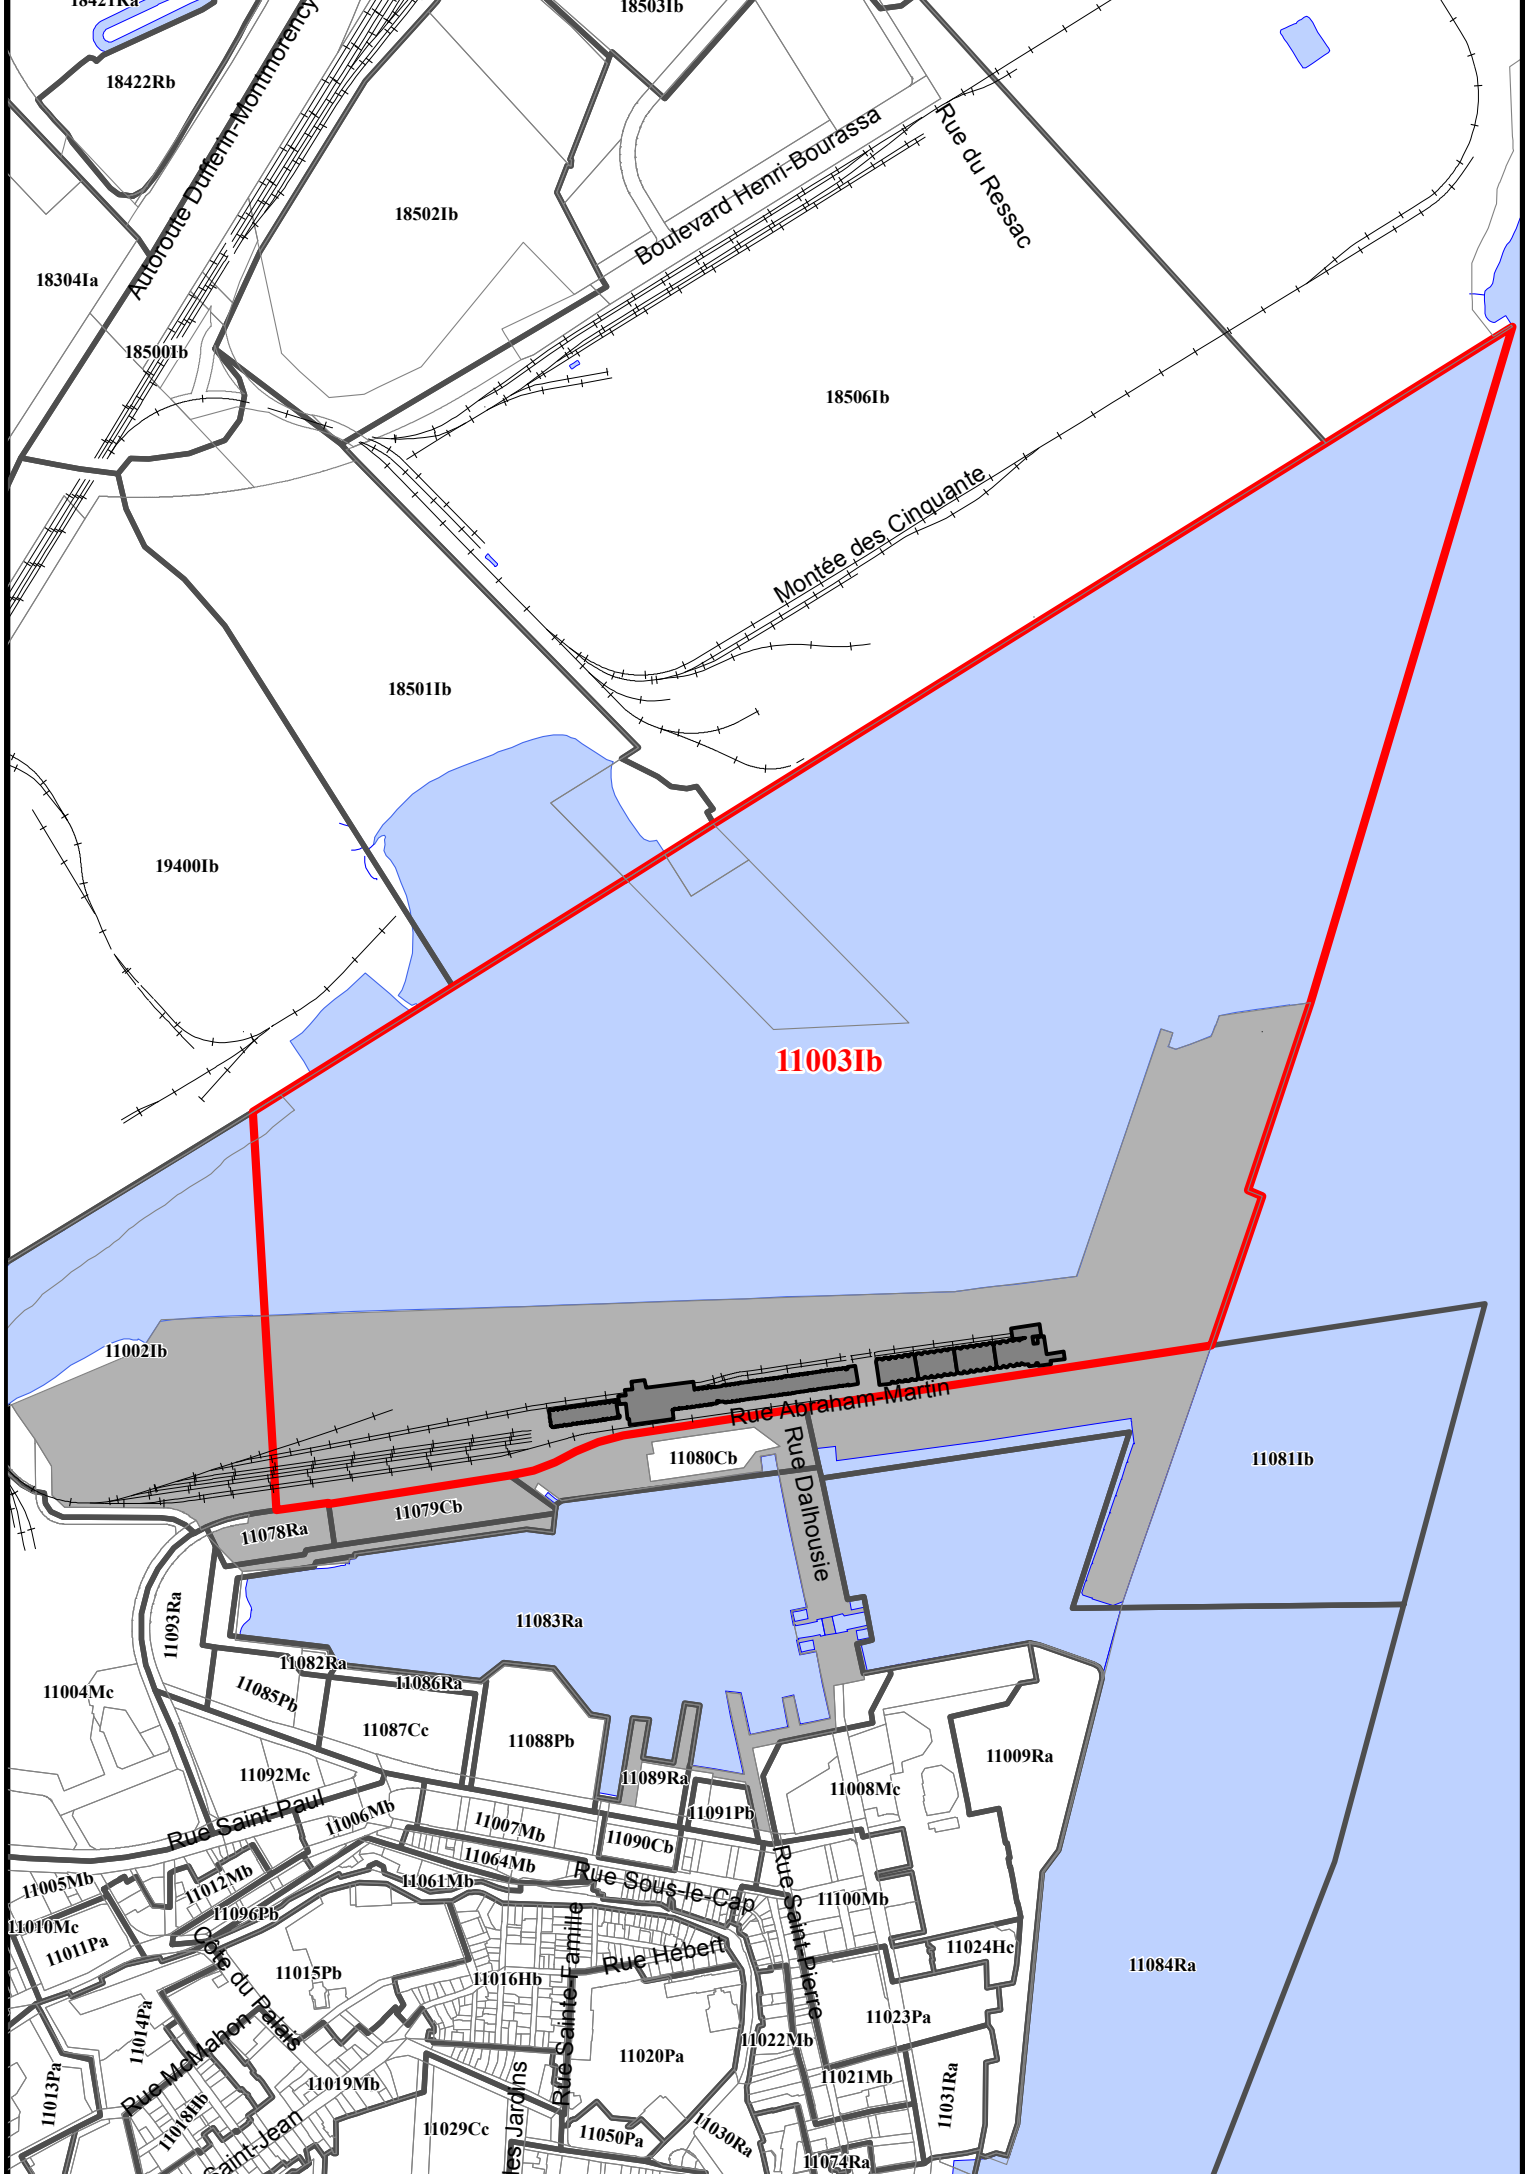 18421Ra
18503Ib
18422Rb
Autoroute Dufferin-Montmorency
Boulevard Henri-Bourassa
Rue du Ressac
18502Ib
18304Ia
18500Ib
18506Ib
Montée des Cinquante
18501Ib
19400Ib
11003Ib
11002Ib
Rue Abraham-Martin
11080Cb
Rue Dalhousie
11081Ib
11079Cb
11078Ra
11093Ra
11083Ra
11082Ra
11086Ra
11004Mc
11085Pb
11087Cc
11088Pb
11009Ra
11092Mc
11089Ra
11008Mc
11091Pb
Rue Saint-Paul
11006Mb
11007Mb
11090Cb
11064Mb
11061Mb
Rue Sous-le-Cap
Rue Saint-Pierre
11005Mb
11012Mb
11100Mb
11096Pb
11010Mc
11011Pa
Côte du Palais
Rue Sainte-Famille
Rue Hébert
11024Hc
11015Pb
11016Hb
11084Ra
11014Pa
11023Pa
Rue McMahon
11022Mb
11020Pa
11021Mb
11013Pa
11019Mb
11031Ra
11018Hb
Saint-Jean
11029Cc
des Jardins
11050Pa
11030Ra
11074Ra